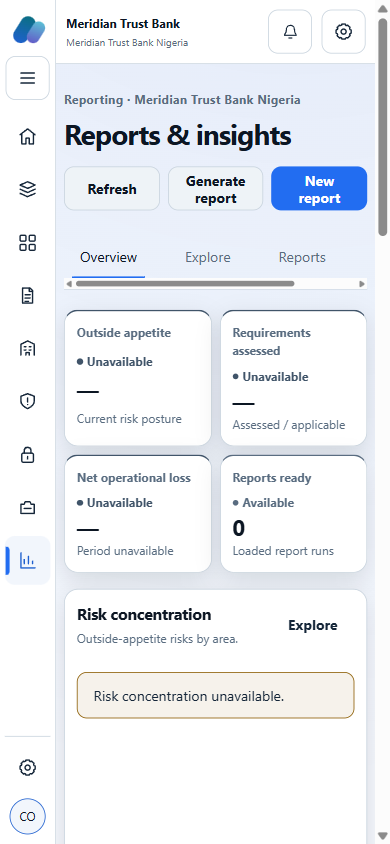 Meridian Trust Bank
Meridian Trust Bank Nigeria
Reporting · Meridian Trust Bank Nigeria
Reports & insights
Refresh
Generate
report
New
report
Overview
Explore
Reports
Outside appetite
Unavailable
—
Current risk posture
Requirements
assessed
Unavailable
—
Assessed / applicable
Net operational loss
Unavailable
—
Period unavailable
Reports ready
Available
0
Loaded report runs
Risk concentration
Outside-appetite risks by area.
Explore
Risk concentration unavailable.
CO